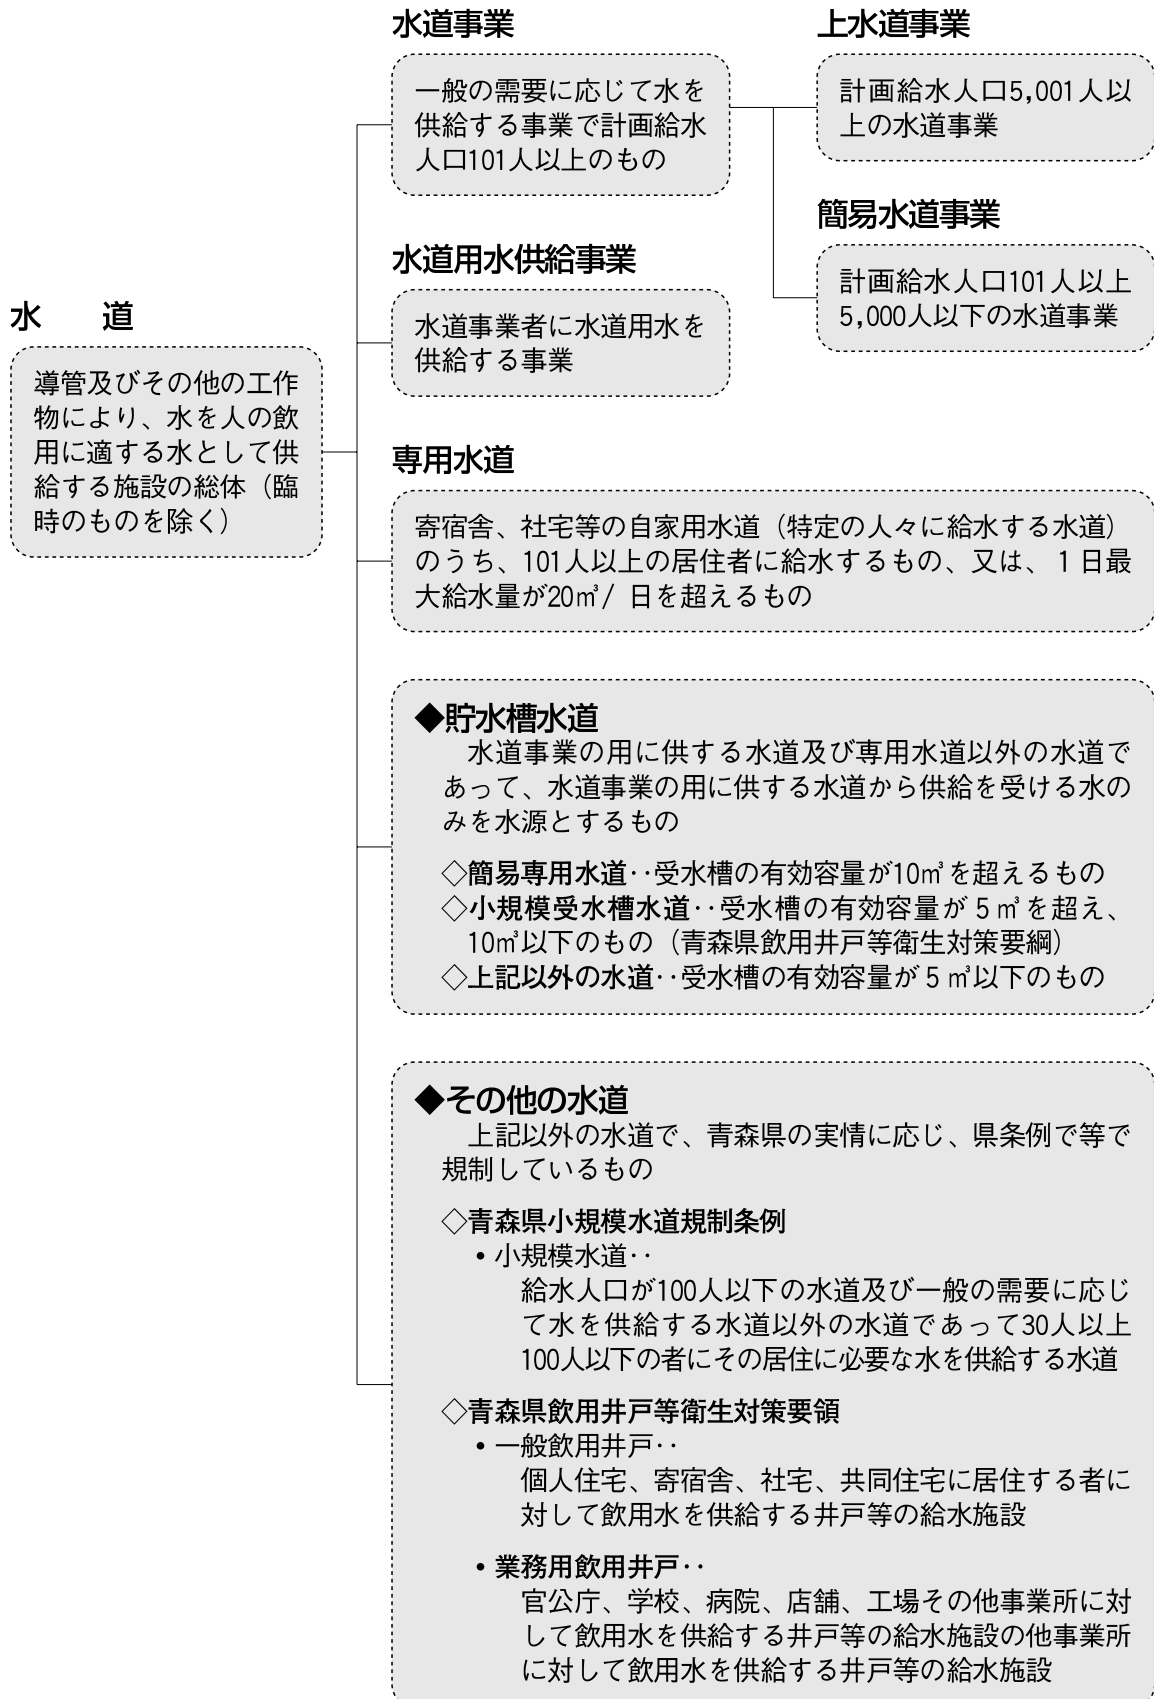 水　　道
導管及びその他の工作
物により、水を人の飲
用に適する水として供
給する施設の総体（臨
時のものを除く）
水道事業
一般の需要に応じて水を
供給する事業で計画給水
人口101人以上のもの
上水道事業
計画給水人口5,001人以
上の水道事業
簡易水道事業
計画給水人口101人以上
5,000人以下の水道事業
水道用水供給事業
水道事業者に水道用水を
供給する事業
専用水道
寄宿舎、社宅等の自家用水道（特定の人々に給水する水道）
のうち、101人以上の居住者に給水するもの、又は、１日最
大給水量が20㎥/ 日を超えるもの
◆貯水槽水道
水道事業の用に供する水道及び専用水道以外の水道で
あって、水道事業の用に供する水道から供給を受ける水の
みを水源とするもの
◇簡易専用水道‥受水槽の有効容量が10㎥を超えるもの
◇小規模受水槽水道‥受水槽の有効容量が５㎥を超え、
10㎥以下のもの（青森県飲用井戸等衛生対策要綱）
◇上記以外の水道‥受水槽の有効容量が５㎥以下のもの
◆その他の水道
上記以外の水道で、青森県の実情に応じ、県条例で等で
規制しているもの
◇青森県小規模水道規制条例
・小規模水道‥
給水人口が100人以下の水道及び一般の需要に応じ
て水を供給する水道以外の水道であって30人以上
100人以下の者にその居住に必要な水を供給する水道
◇青森県飲用井戸等衛生対策要領
・一般飲用井戸‥
個人住宅、寄宿舎、社宅、共同住宅に居住する者に
対して飲用水を供給する井戸等の給水施設
・業務用飲用井戸‥
官公庁、学校、病院、店舗、工場その他事業所に対
して飲用水を供給する井戸等の給水施設の他事業所
に対して飲用水を供給する井戸等の給水施設